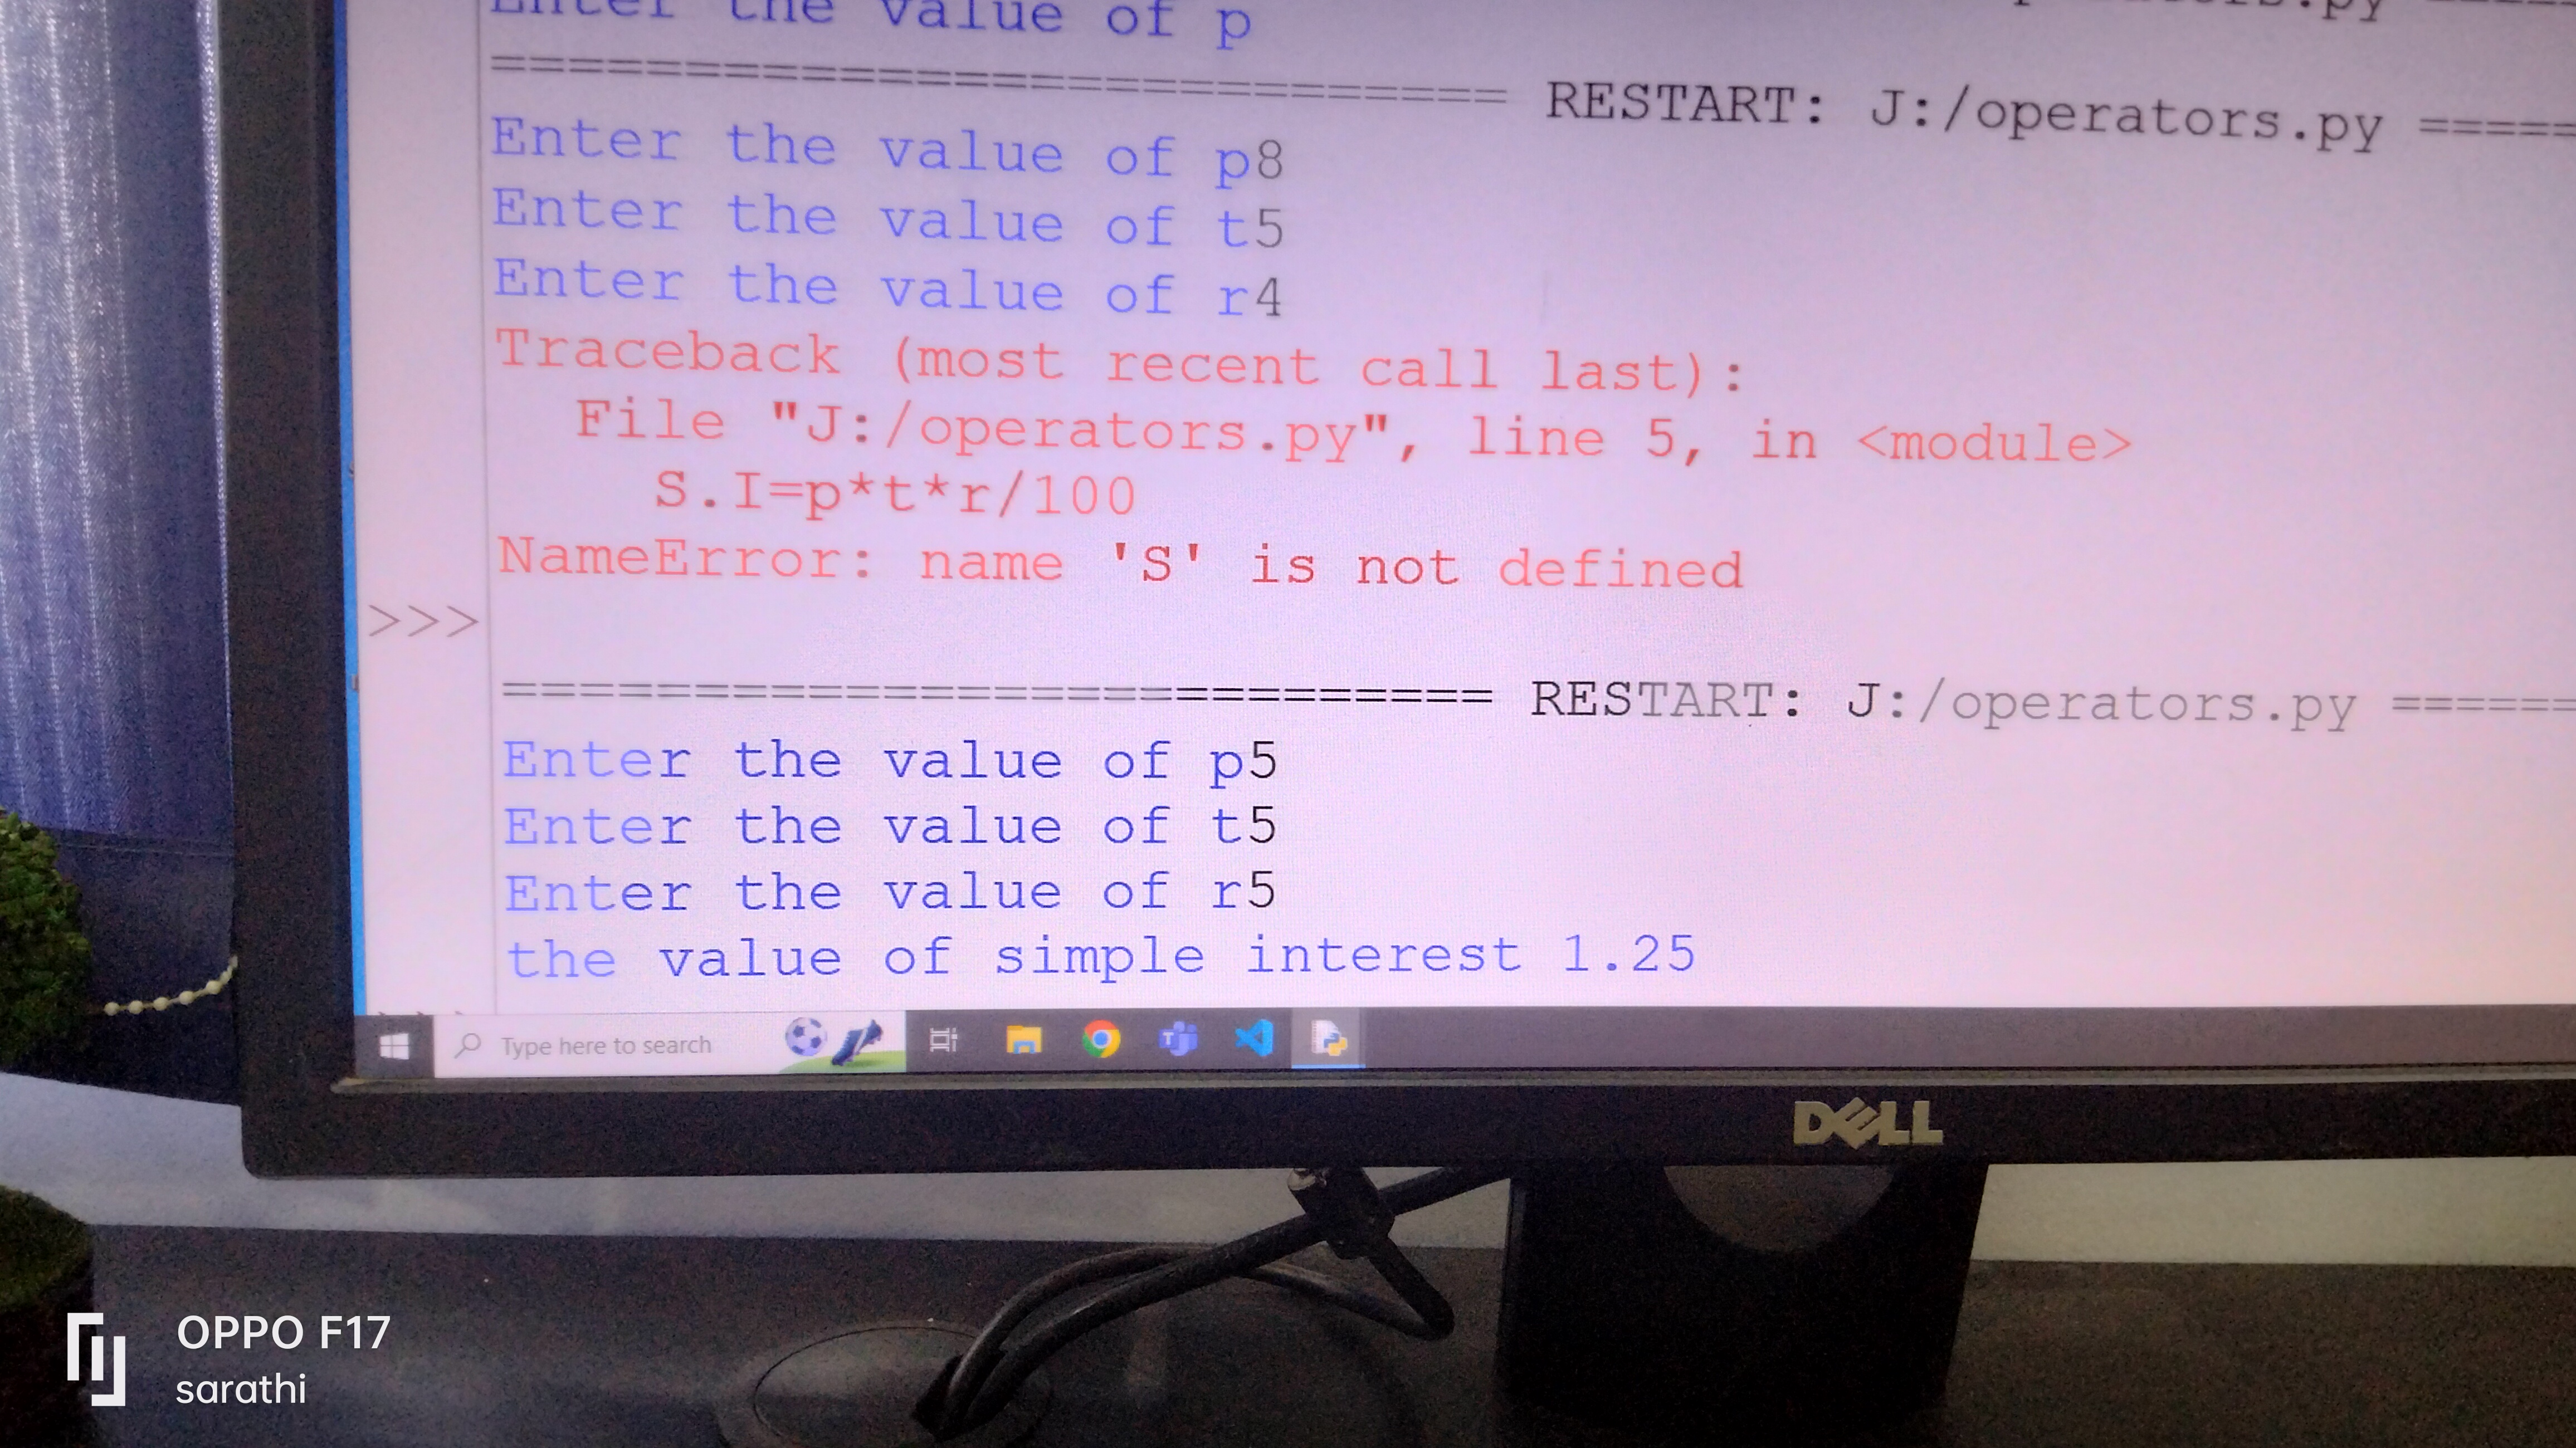 Enter the value of p
============================ RESTART: J:/operators.py =====
Enter the value of p8
Enter the value of t5
Enter the value of r4
Traceback (most recent call last):
  File "J:/operators.py", line 5, in <module>
    S.I=p*t*r/100
NameError: name 'S' is not defined
>>>
============================ RESTART: J:/operators.py ======
Enter the value of p5
Enter the value of t5
Enter the value of r5
the value of simple interest 1.25
Type here to search
DELL
OPPO F17
sarathi